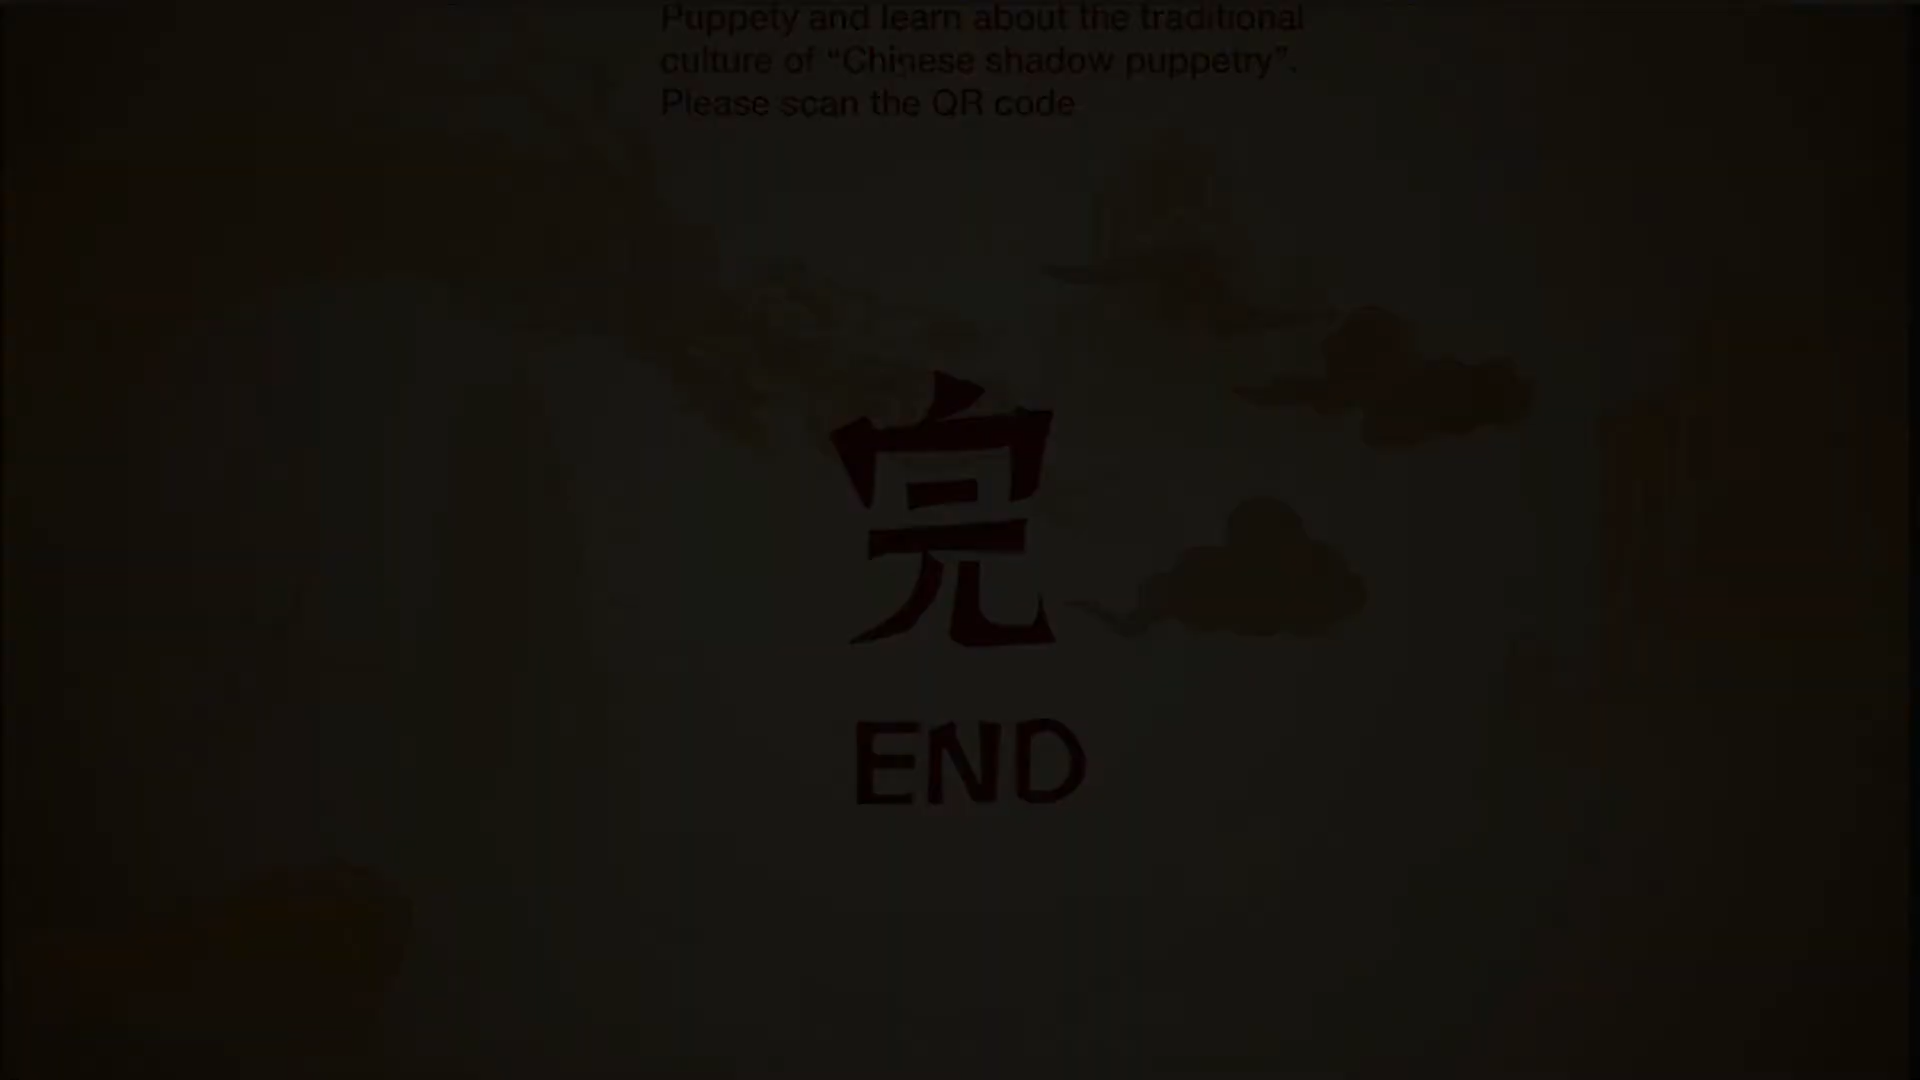 Puppety and learn about the traditional
culture of “Chinese shadow puppetry”.
Please scan the QR code
完
END